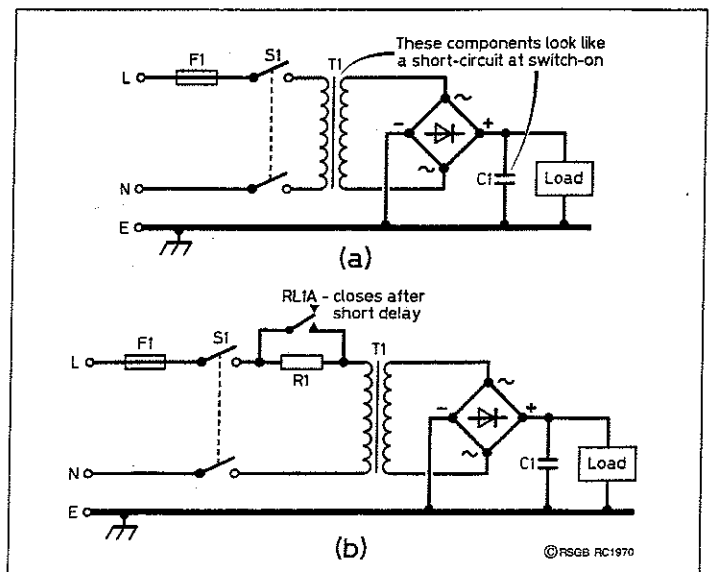 These components look like
a short-circuit at switch-on
F1
S1
T1
L
~
-
+
~
C1
Load
N
E
(a)
RL1A - closes after
short delay
F1
S1
R1
T1
L
~
-
+
~
C1
Load
N
E
(b)
©RSGB RC1970